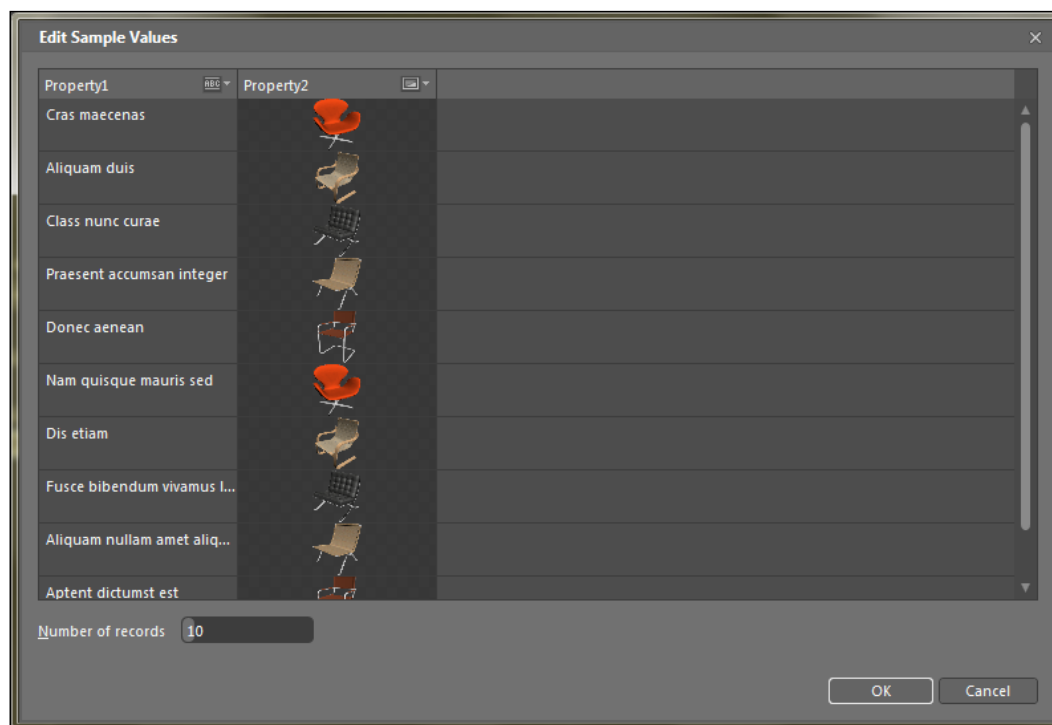 Edit Sample Values
Property1 ABC Property2
Cras maecenas
Aliquam duis
Class nunc curae
Praesent accumsan integer
Donec aenean
Nam quisque mauris sed
Dis etiam
Fusce bibendum vivamus l...
Aliquam nullam amet aliq...
Aptent dictumst est
Number of records 10
OK Cancel